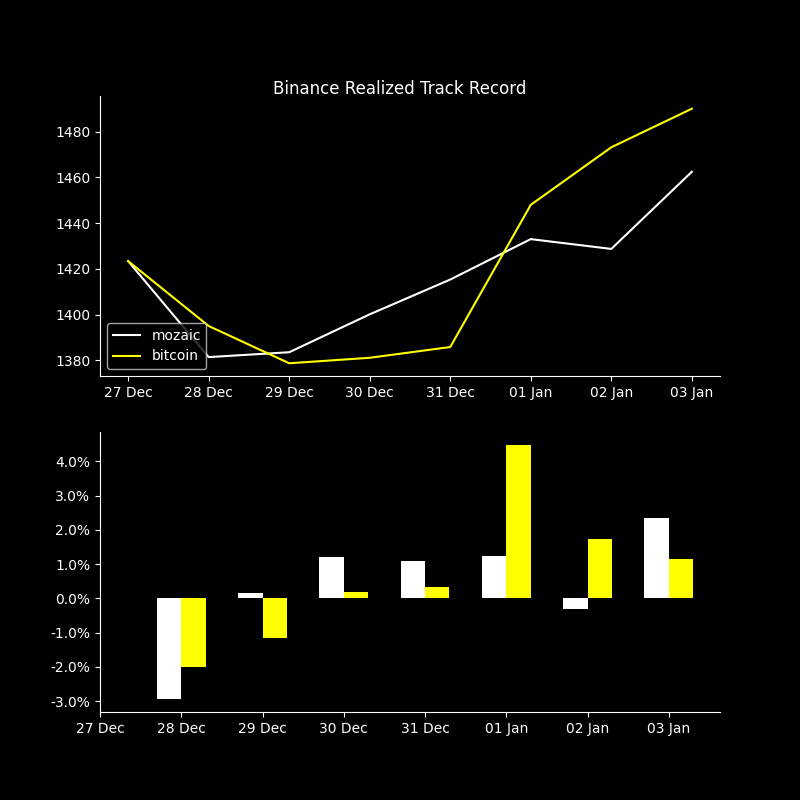 Binance Realized Track Record
1480
1460
1440
1420
1400
1380
mozaic
bitcoin
27 Dec 28 Dec 29 Dec 30 Dec 31 Dec 01 Jan 02 Jan 03 Jan
4.0%
3.0%
2.0%
1.0%
0.0%
-1.0%
-2.0%
-3.0%
27 Dec 28 Dec 29 Dec 30 Dec 31 Dec 01 Jan 02 Jan 03 Jan